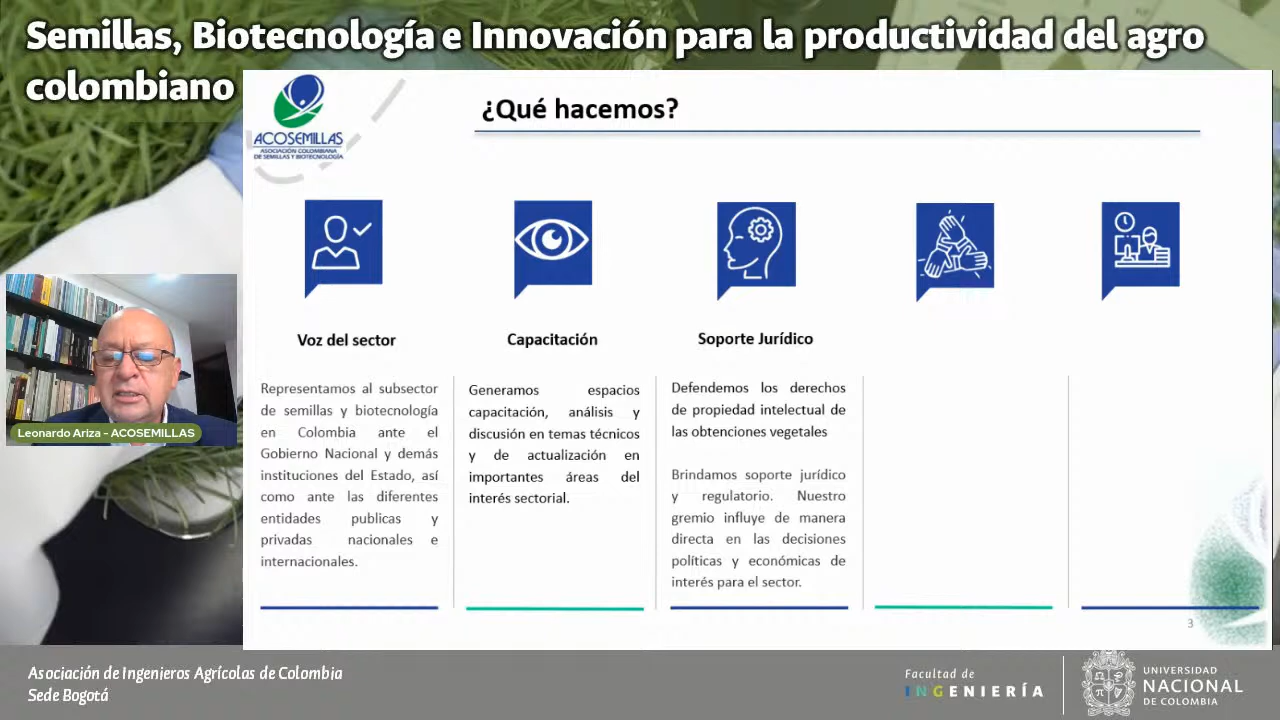 Semillas, Biotecnología e Innovación para la productividad del agro
colombiano
ACOSEMILLAS
ASOCIACIÓN COLOMBIANA
DE SEMILLAS Y BIOTECNOLOGÍA
¿Qué hacemos?
Voz del sector
Representamos al subsector
de semillas y biotecnología
en Colombia ante el
Gobierno Nacional y demás
instituciones del Estado, así
como ante las diferentes
entidades publicas y
privadas nacionales e
internacionales.
Capacitación
Generamos espacios
capacitación, análisis y
discusión en temas técnicos
y de actualización en
importantes áreas del
interés sectorial.
Soporte Jurídico
Defendemos los derechos
de propiedad intelectual de
las obtenciones vegetales
Brindamos soporte jurídico
y regulatorio. Nuestro
gremio influye de manera
directa en las decisiones
políticas y económicas de
interés para el sector.
3
Leonardo Ariza - ACOSEMILLAS
Asociación de Ingenieros Agrícolas de Colombia
Sede Bogotá
Facultad de
INGENIERÍA
UNIVERSIDAD
NACIONAL
DE COLOMBIA